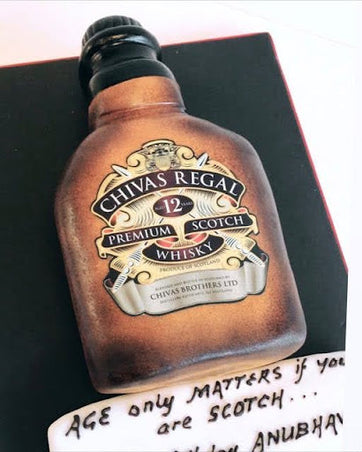 CHIVAS REGAL
AGED 12 YEARS
PREMIUM SCOTCH
WHISKY
PRODUCE OF SCOTLAND
CHIVAS BROTHERS LTD
AGE only MATTERS if you
are SCOTCH...
ANUBHAV